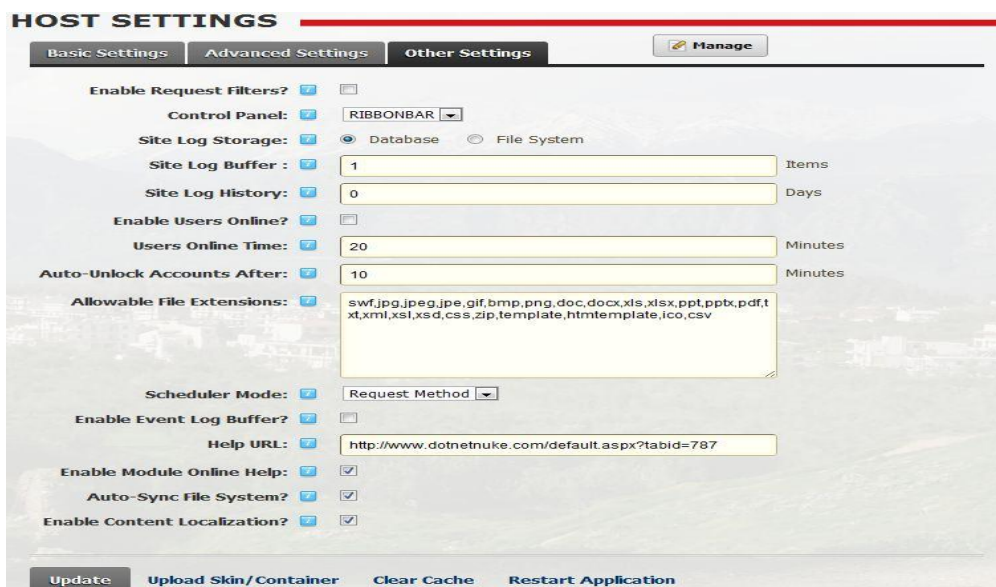 HOST SETTINGS
Basic Settings Advanced Settings Other Settings Manage
Enable Request Filters?
Control Panel: RIBBONBAR
Site Log Storage: Database File System
Site Log Buffer : 1 Items
Site Log History: 0 Days
Enable Users Online?
Users Online Time: 20 Minutes
Auto-Unlock Accounts After: 10 Minutes
Allowable File Extensions: swf,jpg,jpeg,jpe,gif,bmp,png,doc,docx,xls,xlsx,ppt,pptx,pdf,t
xt,xml,xsl,xsd,css,zip,template,htmtemplate,ico,csv
Scheduler Mode: Request Method
Enable Event Log Buffer?
Help URL: http://www.dotnetnuke.com/default.aspx?tabid=787
Enable Module Online Help:
Auto-Sync File System?
Enable Content Localization?
Update Upload Skin/Container Clear Cache Restart Application